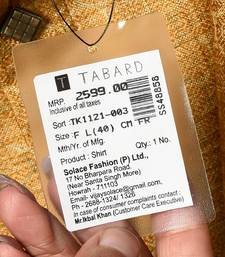 T TABARD
MRP. 2599.00
Inclusive of all taxes
Sort : TK1121-003
Size : F L(40) CM FR
Mth/Yr. of Mfg.
Product : Shirt Qty.: 1 No.
Solace Fashion (P) Ltd.,
17 No Bharpara Road
(Near Santa Singh More)
Howrah - 711103
Email- vijaysolace@gmail.com,
Ph - 2688-1324/ 1326
In case of consumer complaints contact :
Mr.Ikbal Khan (Customer Care Executive)
SS48858